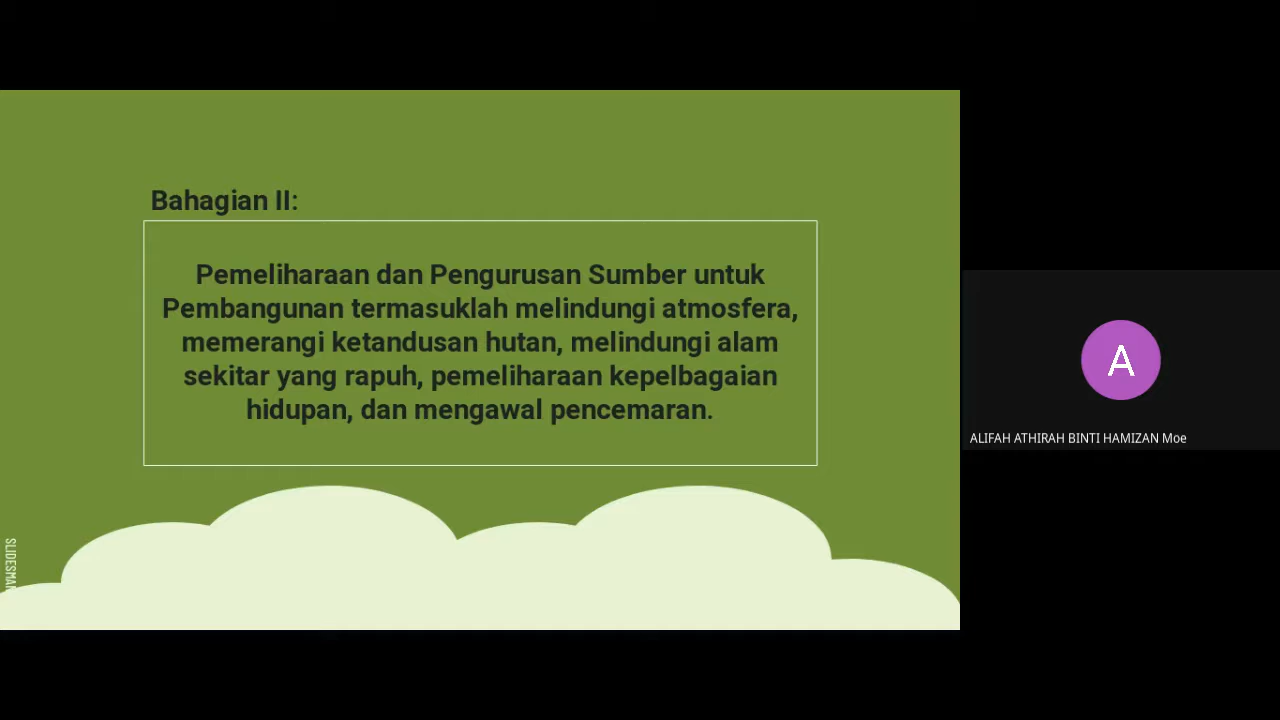 Bahagian II:
Pemeliharaan dan Pengurusan Sumber untuk
Pembangunan termasuklah melindungi atmosfera,
memerangi ketandusan hutan, melindungi alam
sekitar yang rapuh, pemeliharaan kepelbagaian
hidupan, dan mengawal pencemaran.
A
ALIFAH ATHIRAH BINTI HAMIZAN Moe